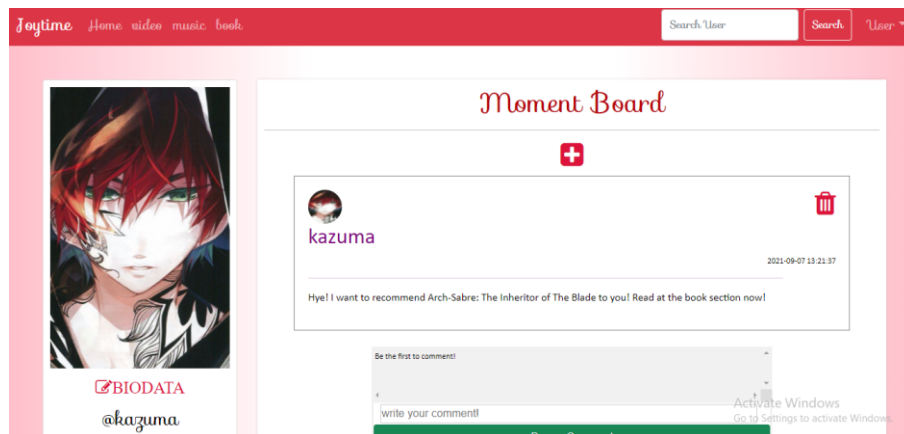 Joytime Home video music book Search User Search User
Moment Board
kazuma
2021-09-07 13:21:37
Hye! I want to recommend Arch-Sabre: The Inheritor of The Blade to you! Read at the book section now!
Be the first to comment!
BIODATA
write your comment!
@kazuma
Activate Windows
Go to Settings to activate Windows.